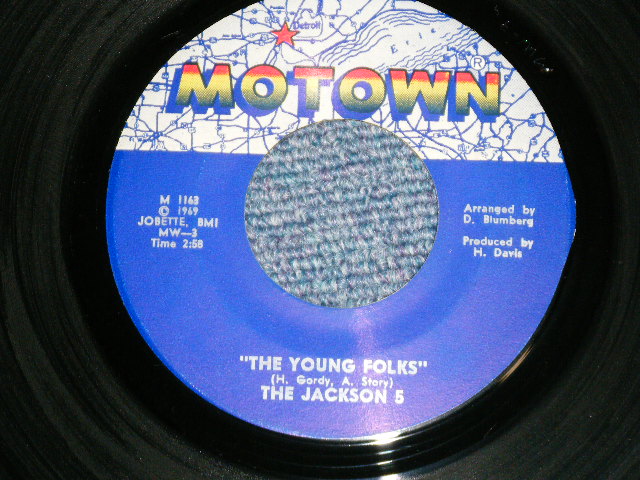 Detroit
Erie
MOTOWN®
M 1163
© 1969
JOBETTE, BMI
MW—3
Time 2:58
Arranged by
D. Blumberg
Produced by
H. Davis
"THE YOUNG FOLKS"
(H. Gordy, A. Story)
THE JACKSON 5